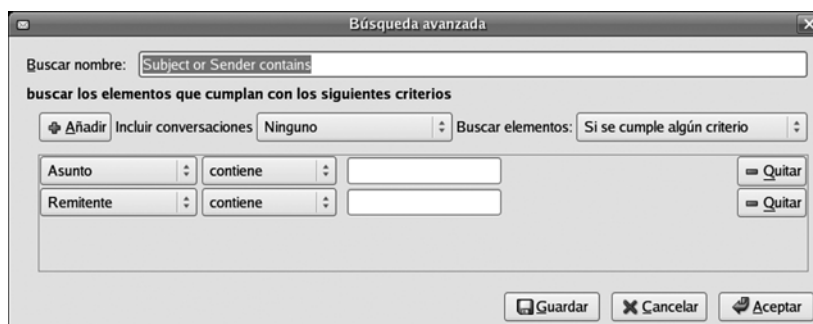 Búsqueda avanzada
Buscar nombre: Subject or Sender contains
buscar los elementos que cumplan con los siguientes criterios
Añadir Incluir conversaciones Ninguno Buscar elementos: Si se cumple algún criterio
Asunto contiene Quitar
Remitente contiene Quitar
Guardar Cancelar Aceptar